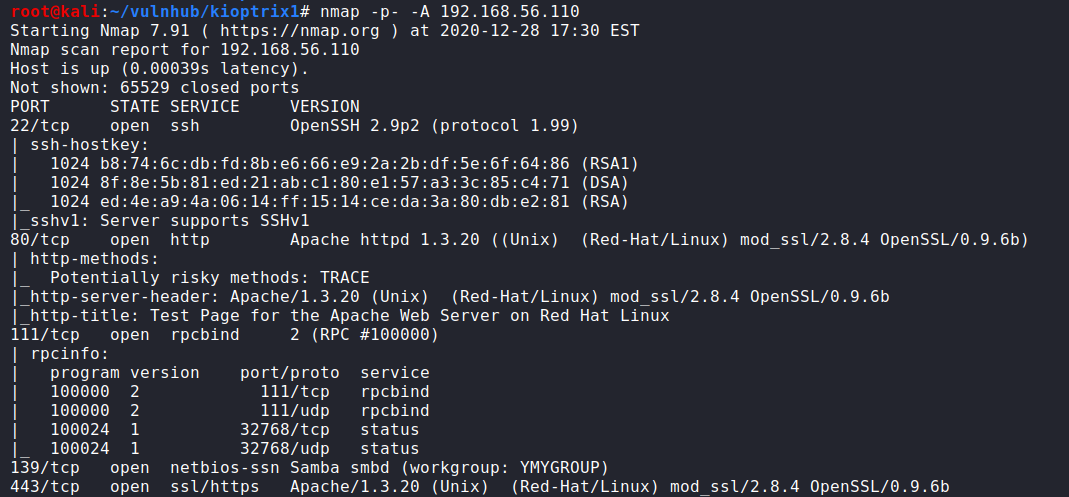 root@kali:~/vulnhub/kioptrix1# nmap -p- -A 192.168.56.110
Starting Nmap 7.91 ( https://nmap.org ) at 2020-12-28 17:30 EST
Nmap scan report for 192.168.56.110
Host is up (0.00039s latency).
Not shown: 65529 closed ports
PORT      STATE SERVICE     VERSION
22/tcp    open  ssh         OpenSSH 2.9p2 (protocol 1.99)
| ssh-hostkey:
|   1024 b8:74:6c:db:fd:8b:e6:66:e9:2a:2b:df:5e:6f:64:86 (RSA1)
|   1024 8f:8e:5b:81:ed:21:ab:c1:80:e1:57:a3:3c:85:c4:71 (DSA)
|_  1024 ed:4e:a9:4a:06:14:ff:15:14:ce:da:3a:80:db:e2:81 (RSA)
|_sshv1: Server supports SSHv1
80/tcp    open  http        Apache httpd 1.3.20 ((Unix)  (Red-Hat/Linux) mod_ssl/2.8.4 OpenSSL/0.9.6b)
| http-methods:
|_  Potentially risky methods: TRACE
|_http-server-header: Apache/1.3.20 (Unix)  (Red-Hat/Linux) mod_ssl/2.8.4 OpenSSL/0.9.6b
|_http-title: Test Page for the Apache Web Server on Red Hat Linux
111/tcp   open  rpcbind     2 (RPC #100000)
| rpcinfo:
|   program version    port/proto  service
|   100000  2            111/tcp   rpcbind
|   100000  2            111/udp   rpcbind
|   100024  1          32768/tcp   status
|_  100024  1          32768/udp   status
139/tcp   open  netbios-ssn Samba smbd (workgroup: YMYGROUP)
443/tcp   open  ssl/https   Apache/1.3.20 (Unix)  (Red-Hat/Linux) mod_ssl/2.8.4 OpenSSL/0.9.6b